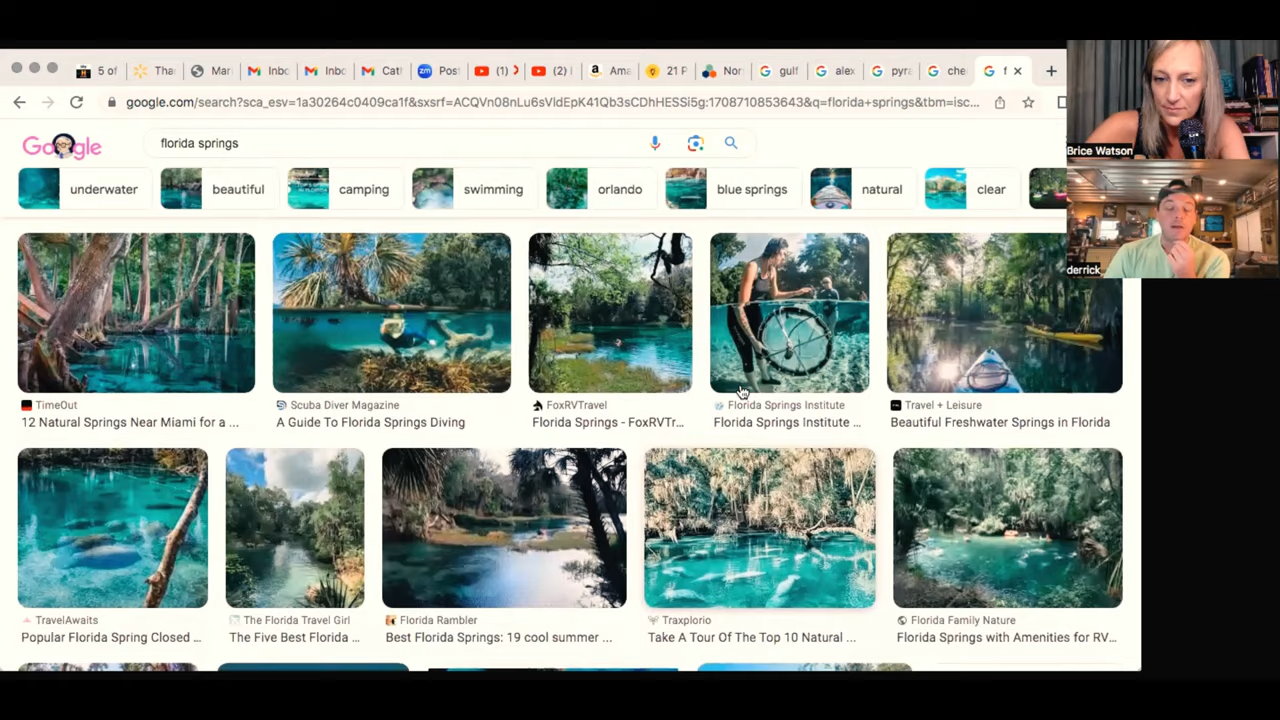 5 of
Tha
Mar
Inbo
Inbo
Cath
Post
(1)
(2)
Ama
21 P
Nor
gulf
alex
pyra
che
f
google.com/search?sca_esv=1a30264c0409ca1f&sxsrf=ACQVn08nLu6sVldEpK41Qb3sCDhHESSi5g:1708710853643&q=florida+springs&tbm=isc...
Google
florida springs
underwater
beautiful
camping
swimming
orlando
blue springs
natural
clear
Brice Watson
derrick
TimeOut
12 Natural Springs Near Miami for a ...
Scuba Diver Magazine
A Guide To Florida Springs Diving
FoxRVTravel
Florida Springs - FoxRVTr...
Florida Springs Institute
Florida Springs Institute ...
Travel + Leisure
Beautiful Freshwater Springs in Florida
TravelAwaits
Popular Florida Spring Closed ...
The Florida Travel Girl
The Five Best Florida ...
Florida Rambler
Best Florida Springs: 19 cool summer ...
Traxplorio
Take A Tour Of The Top 10 Natural ...
Florida Family Nature
Florida Springs with Amenities for RV...